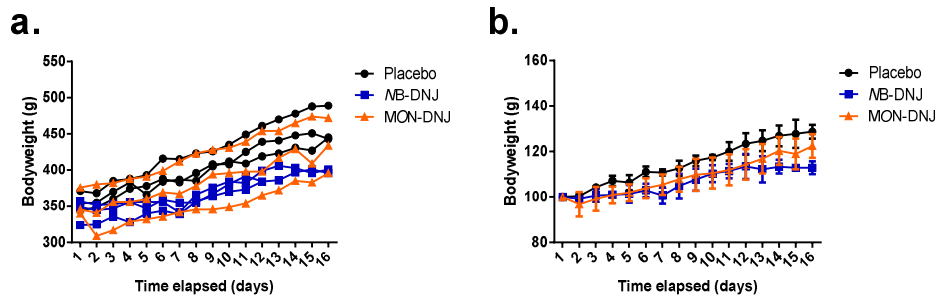 a.
Bodyweight (g)
550
500
450
400
350
300
1 2 3 4 5 6 7 8 9 10 11 12 13 14 15 16
Time elapsed (days)
Placebo
NB-DNJ
MON-DNJ
b.
Bodyweight (g)
160
140
120
100
80
1 2 3 4 5 6 7 8 9 10 11 12 13 14 15 16
Time elapsed (days)
Placebo
NB-DNJ
MON-DNJ